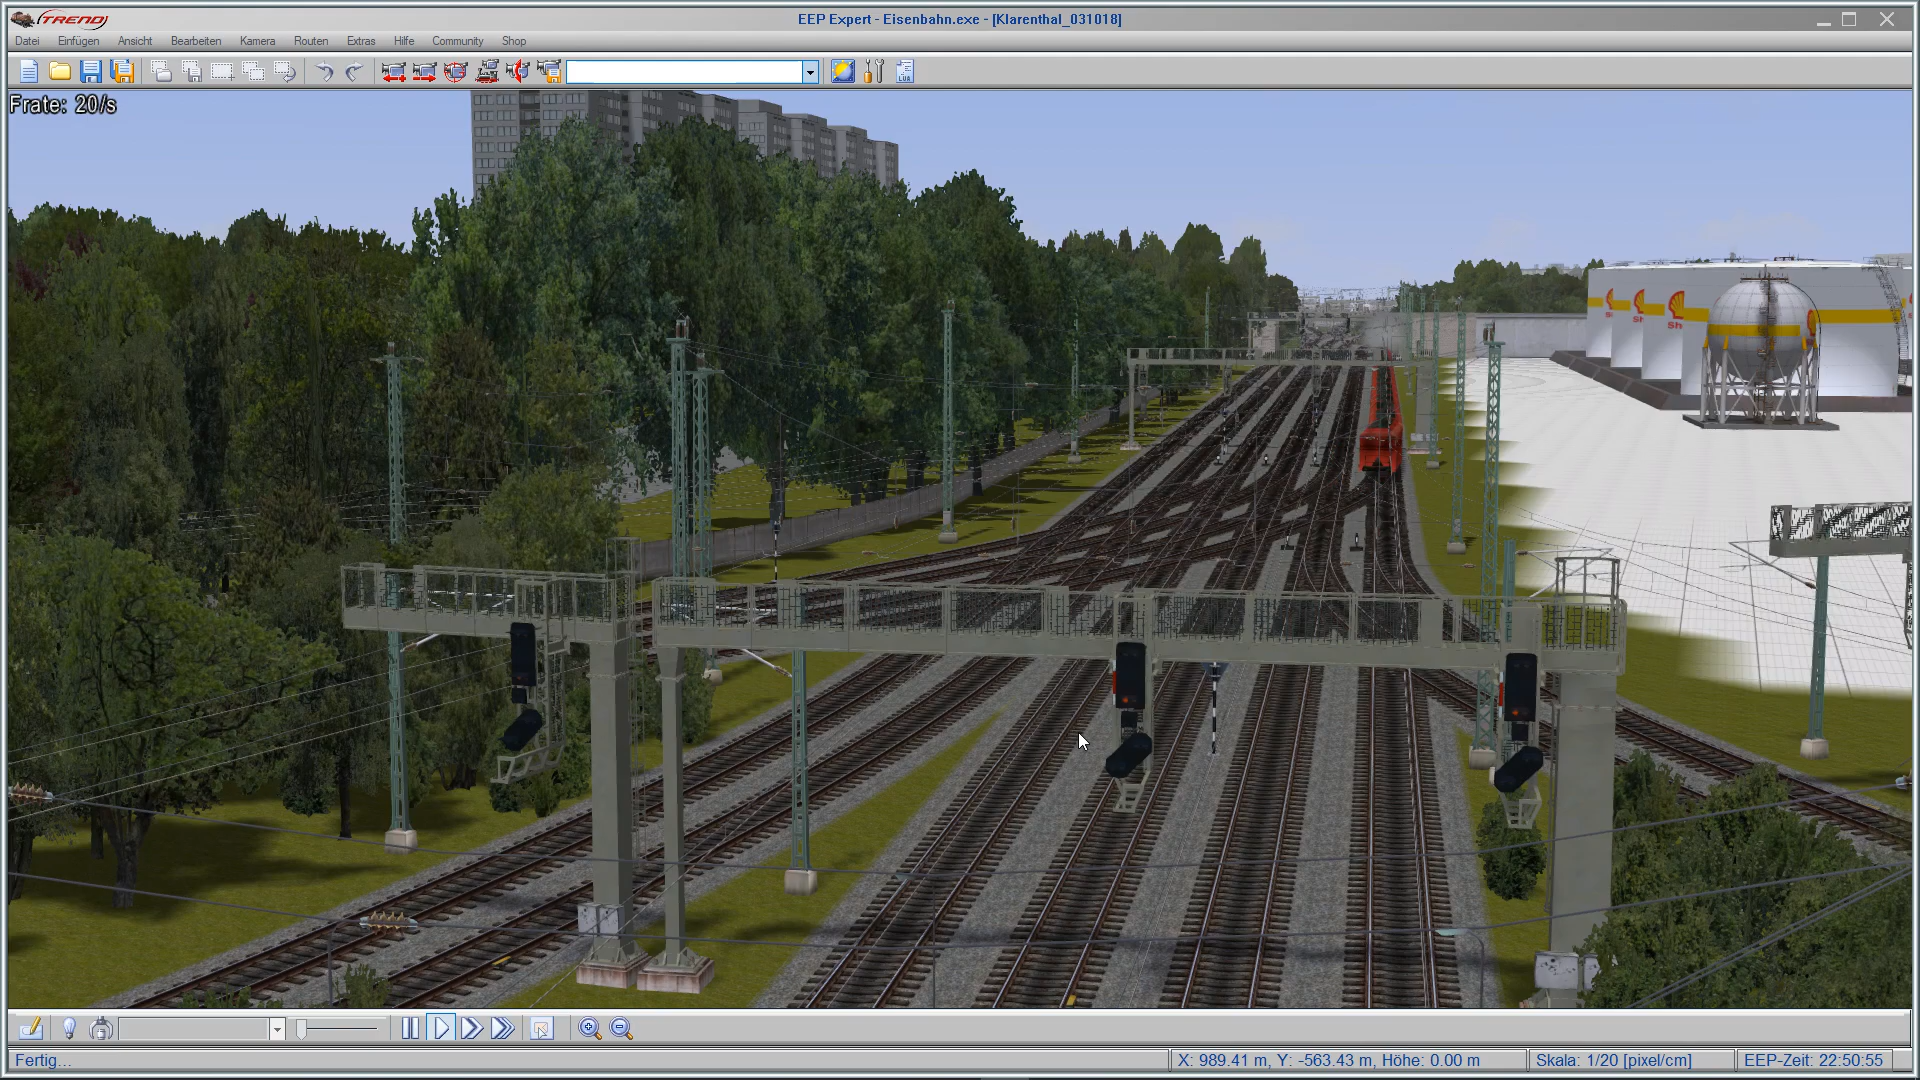 TREND
EEP Expert - Eisenbahn.exe - [Klarenthal_031018]
Datei Einfügen Ansicht Bearbeiten Kamera Routen Extras Hilfe Community Shop
LUA
Frate: 20/s
Fertig...
X: 989.41 m, Y: -563.43 m, Höhe: 0.00 m
Skala: 1/20 [pixel/cm]
EEP-Zeit: 22:50:55